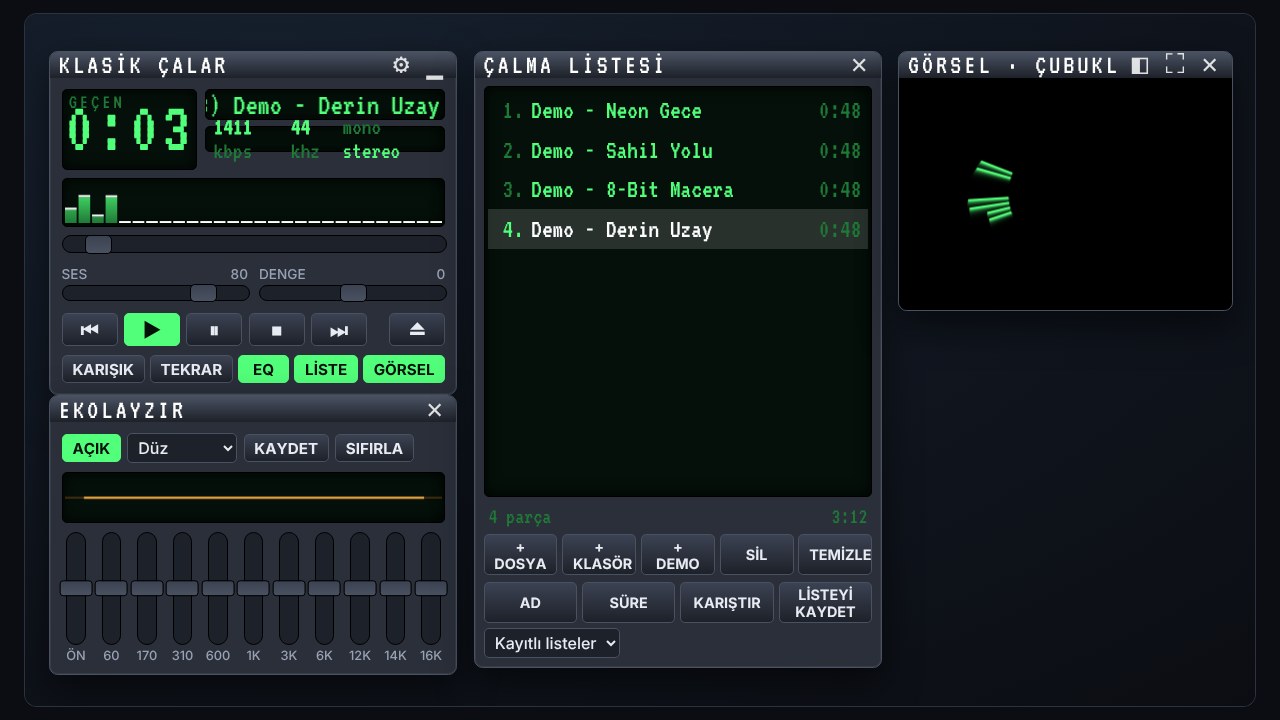 KLASİK ÇALAR
GEÇEN
0:03
) Demo - Derin Uzay
1411 44 mono
kbps khz stereo
SES 80 DENGE 0
KARIŞIK TEKRAR EQ LİSTE GÖRSEL
EKOLAYZIR
AÇIK Düz KAYDET SIFIRLA
ÖN 60 170 310 600 1K 3K 6K 12K 14K 16K
ÇALMA LİSTESİ
1. Demo - Neon Gece 0:48
2. Demo - Sahil Yolu 0:48
3. Demo - 8-Bit Macera 0:48
4. Demo - Derin Uzay 0:48
4 parça 3:12
+ DOSYA + KLASÖR + DEMO SİL TEMİZLE
AD SÜRE KARIŞTIR LİSTEYİ KAYDET
Kayıtlı listeler
GÖRSEL · ÇUBUKL